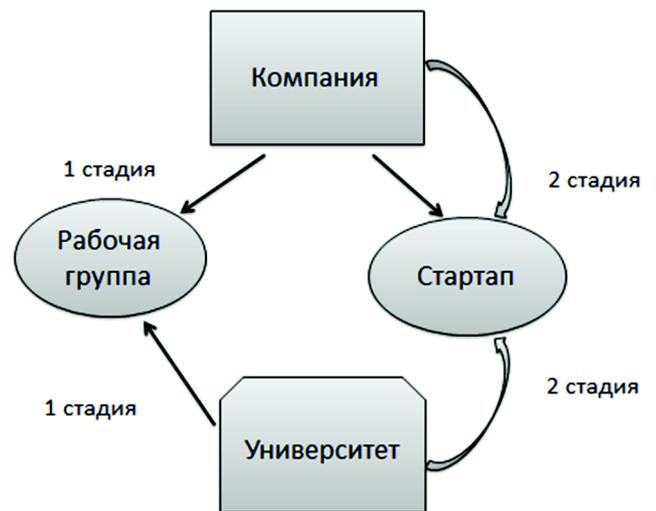 Компания
1 стадия
2 стадия
Рабочая
группа
Стартап
2 стадия
1 стадия
Университет